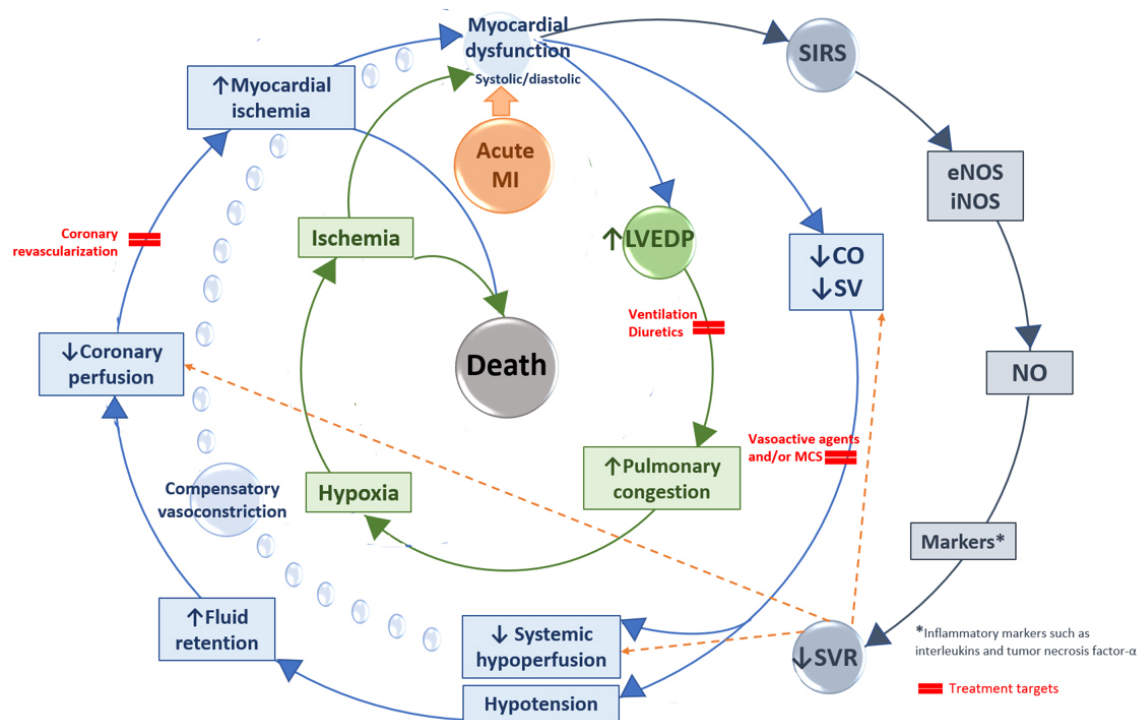 Myocardial
dysfunction
Systolic/diastolic
SIRS
↑Myocardial
ischemia
Acute
MI
eNOS
iNOS
Coronary
revascularization
Ischemia
↑LVEDP
↓CO
↓SV
Ventilation
Diuretics
↓Coronary
perfusion
Death
NO
Vasoactive agents
and/or MCS
↑Pulmonary
congestion
Hypoxia
Compensatory
vasoconstriction
Markers*
↑Fluid
retention
↓ Systemic
hypoperfusion
↓SVR
*Inflammatory markers such as
interleukins and tumor necrosis factor-α
Hypotension
Treatment targets